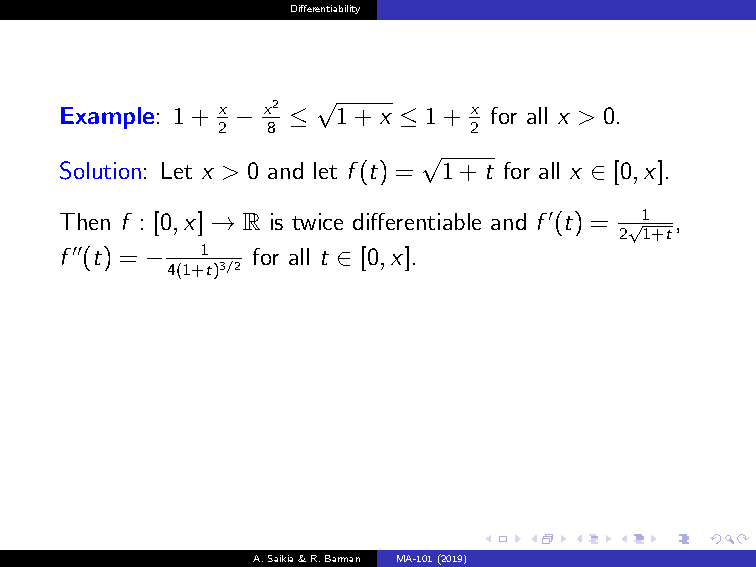 Differentiability
Example: 1 + x/2 − x²/8 ≤ √(1 + x) ≤ 1 + x/2 for all x > 0.
Solution: Let x > 0 and let f(t) = √(1 + t) for all x ∈ [0, x].
Then f : [0, x] → ℝ is twice differentiable and f′(t) = 1/(2√(1+t)),
f″(t) = − 1/(4(1+t)^{3/2}) for all t ∈ [0, x].
A. Saikia & R. Barman MA-101 (2019)